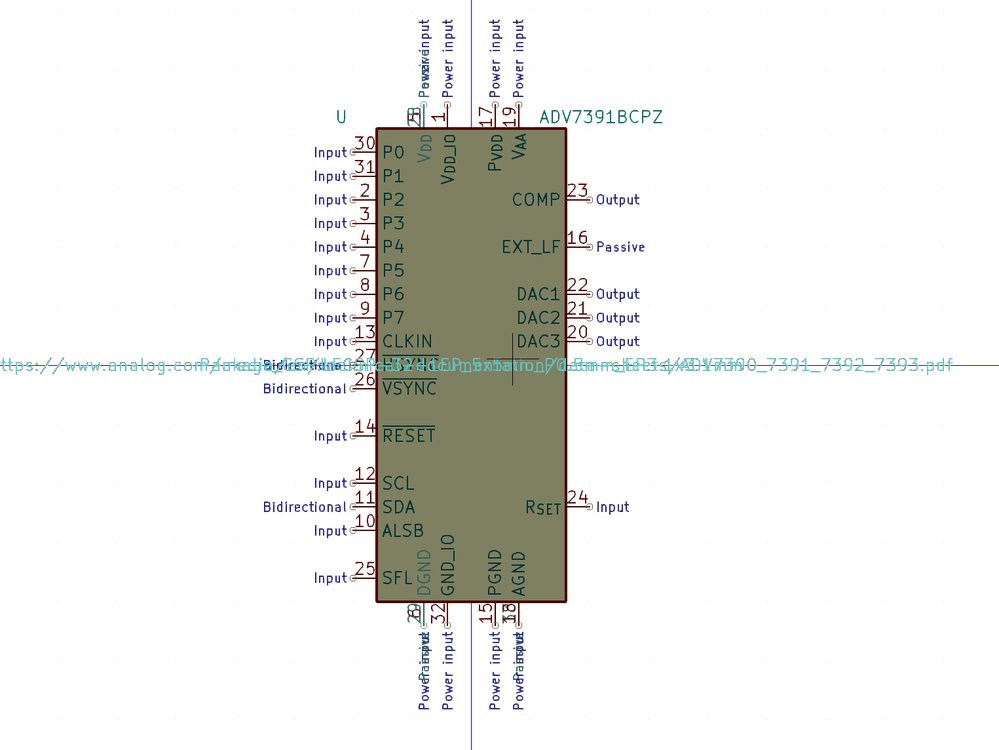 Power input
Power input
Power input
1
17
19
U
ADV7391BCPZ
VDD
VDD_IO
PVDD
VAA
Input 30 P0
Input 31 P1
Input 2 P2
Input 3 P3
Input 4 P4
Input 7 P5
Input 8 P6
Input 9 P7
Input 13 CLKIN
27
Bidirectional 26 VSYNC
Input 14 RESET
Input 12 SCL
Bidirectional 11 SDA
Input 10 ALSB
Input 25 SFL
COMP 23 Output
EXT_LF 16 Passive
DAC1 22 Output
DAC2 21 Output
DAC3 20 Output
RSET 24 Input
DGND
GND_IO
PGND
AGND
32
15
Power input
Power input